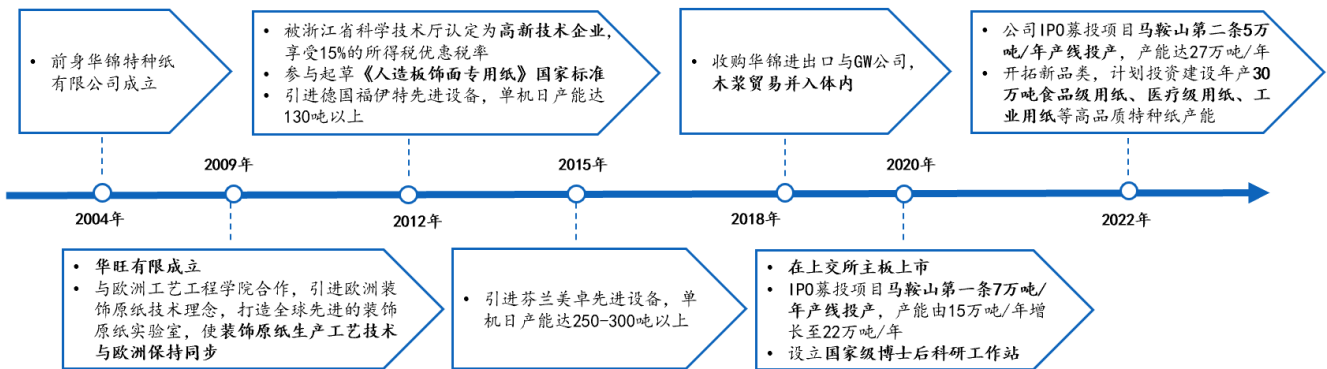 • 前身华锦特种纸
有限公司成立
• 被浙江省科学技术厅认定为高新技术企业，
享受15%的所得税优惠税率
• 参与起草《人造板饰面专用纸》国家标准
• 引进德国福伊特先进设备，单机日产能达
130吨以上
• 收购华锦进出口与GW公司，
木浆贸易并入体内
• 公司IPO募投项目马鞍山第二条5万
吨/年产线投产，产能达27万吨/年
• 开拓新品类，计划投资建设年产30
万吨食品级用纸、医疗级用纸、工
业用纸等高品质特种纸产能
2009年
2015年
2020年
2004年
2012年
2018年
2022年
• 华旺有限成立
• 与欧洲工艺工程学院合作，引进欧洲装
饰原纸技术理念，打造全球先进的装饰
原纸实验室，使装饰原纸生产工艺技术
与欧洲保持同步
• 引进芬兰美卓先进设备，单
机日产能达250-300吨以上
• 在上交所主板上市
• IPO募投项目马鞍山第一条7万吨/
年产线投产，产能由15万吨/年增
长至22万吨/年
• 设立国家级博士后科研工作站